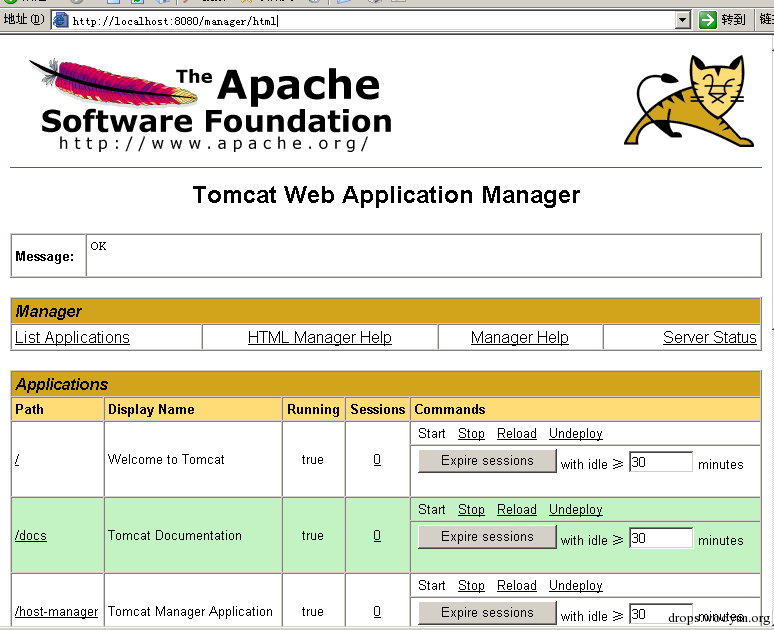 地址(D) http://localhost:8080/manager/html 转到
The Apache
Software Foundation
http://www.apache.org/
Tomcat Web Application Manager
Message: OK
Manager
List Applications HTML Manager Help Manager Help Server Status
Applications
Path Display Name Running Sessions Commands
/ Welcome to Tomcat true 0 Start Stop Reload Undeploy
Expire sessions with idle ≥ 30 minutes
/docs Tomcat Documentation true 0 Start Stop Reload Undeploy
Expire sessions with idle ≥ 30 minutes
/host-manager Tomcat Manager Application true 0 Start Stop Reload Undeploy
Expire sessions with idle ≥ 30 minutes
drops.wooyun.org